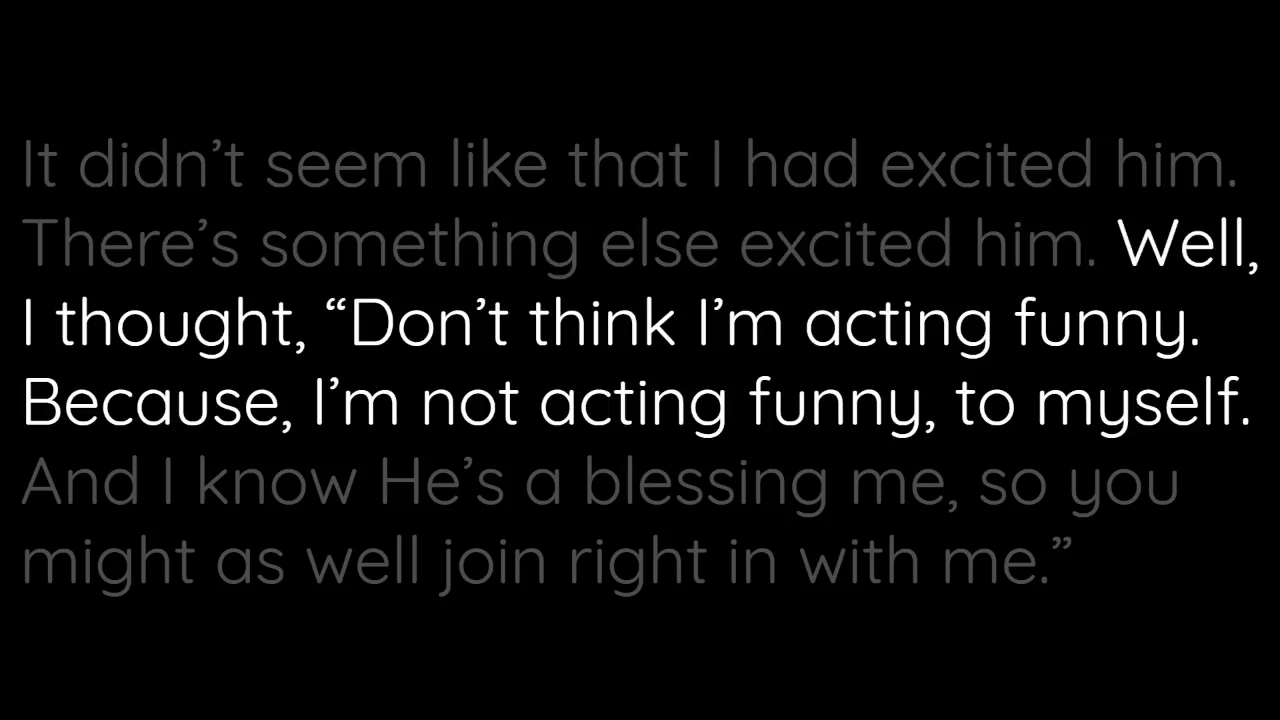 It didn’t seem like that I had excited him.
There’s something else excited him. Well,
I thought, “Don’t think I’m acting funny.
Because, I’m not acting funny, to myself.
And I know He’s a blessing me, so you
might as well join right in with me.”